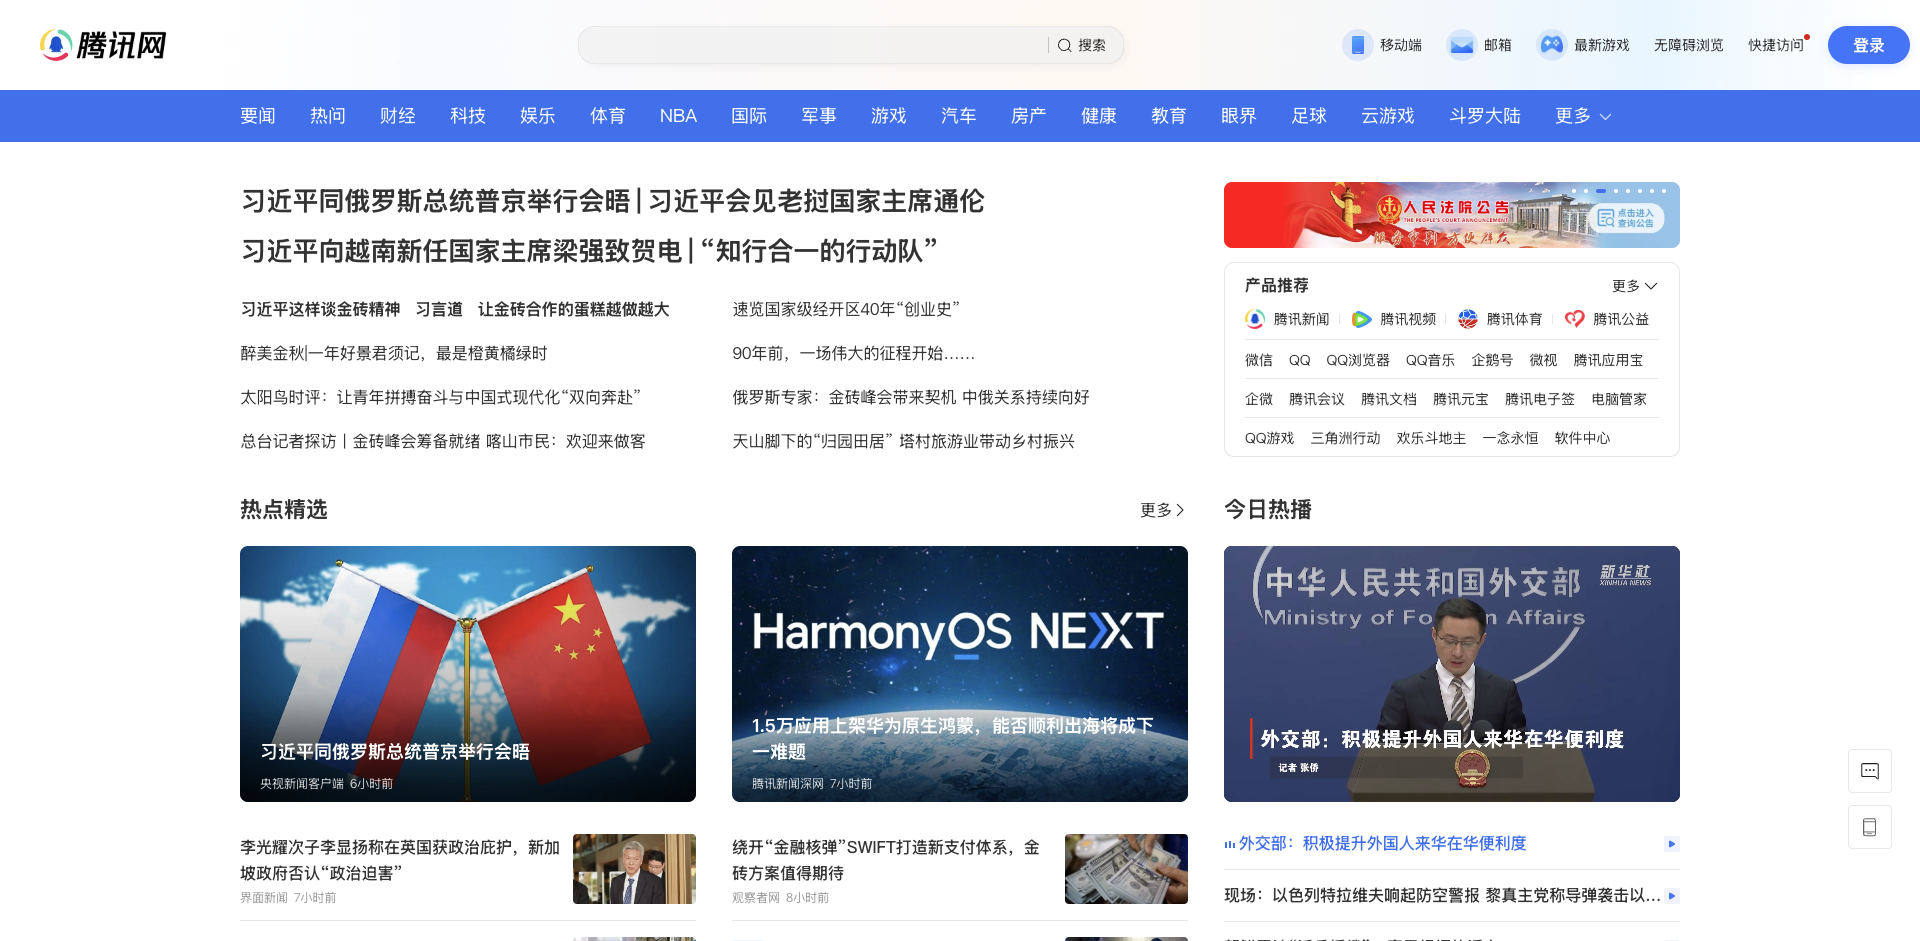 腾讯网
搜索
移动端
邮箱
最新游戏
无障碍浏览
快捷访问
登录
要闻 热问 财经 科技 娱乐 体育 NBA 国际 军事 游戏 汽车 房产 健康 教育 眼界 足球 云游戏 斗罗大陆 更多
习近平同俄罗斯总统普京举行会晤 | 习近平会见老挝国家主席通伦
习近平向越南新任国家主席梁强致贺电 | “知行合一的行动队”
习近平这样谈金砖精神 习言道 让金砖合作的蛋糕越做越大
醉美金秋|一年好景君须记，最是橙黄橘绿时
太阳鸟时评：让青年拼搏奋斗与中国式现代化“双向奔赴”
总台记者探访丨金砖峰会筹备就绪 喀山市民：欢迎来做客
速览国家级经开区40年“创业史”
90年前，一场伟大的征程开始……
俄罗斯专家：金砖峰会带来契机 中俄关系持续向好
天山脚下的“归园田居” 塔村旅游业带动乡村振兴
人民法院公告
THE PEOPLE'S COURT ANNOUNCEMENT
服务审判 方便群众
点击进入
查询公告
产品推荐
更多
腾讯新闻 腾讯视频 腾讯体育 腾讯公益
微信 QQ QQ浏览器 QQ音乐 企鹅号 微视 腾讯应用宝
企微 腾讯会议 腾讯文档 腾讯元宝 腾讯电子签 电脑管家
QQ游戏 三角洲行动 欢乐斗地主 一念永恒 软件中心
热点精选
更多
习近平同俄罗斯总统普京举行会晤
央视新闻客户端 6小时前
HarmonyOS NEXT
1.5万应用上架华为原生鸿蒙，能否顺利出海将成下
一难题
腾讯新闻深网 7小时前
李光耀次子李显扬称在英国获政治庇护，新加
坡政府否认“政治迫害”
界面新闻 7小时前
绕开“金融核弹”SWIFT打造新支付体系，金
砖方案值得期待
观察者网 8小时前
今日热播
中华人民共和国外交部
Ministry of Foreign Affairs
新华社
XINHUA NEWS
外交部：积极提升外国人来华在华便利度
记者 张侨
外交部：积极提升外国人来华在华便利度
现场：以色列特拉维夫响起防空警报 黎真主党称导弹袭击以...